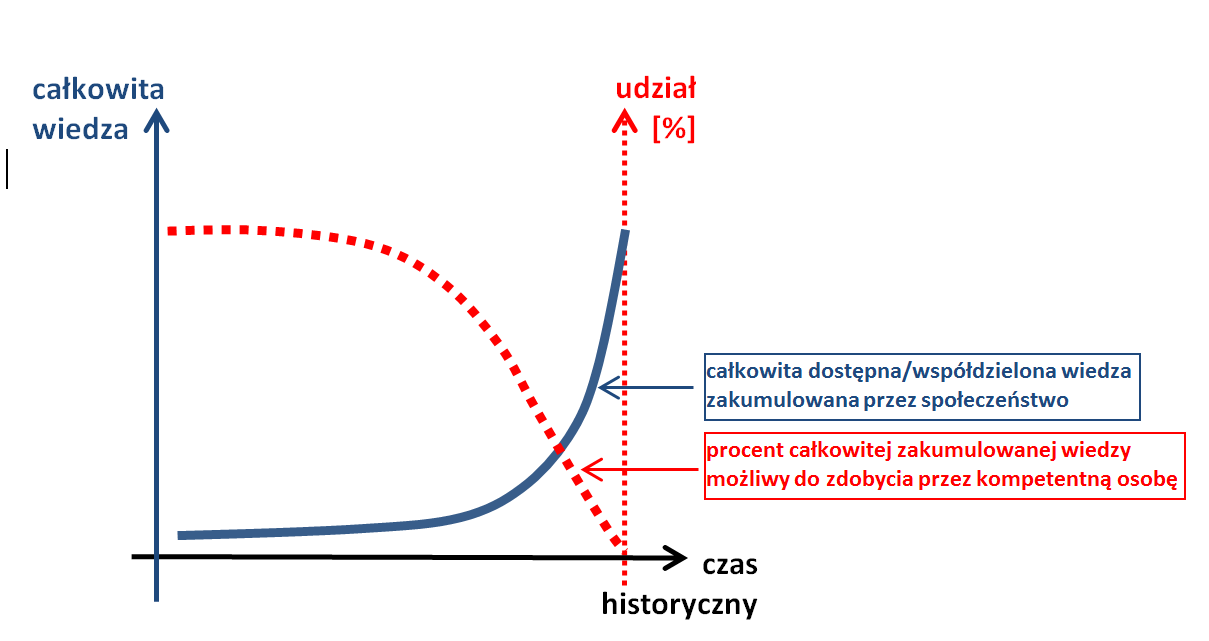 całkowita
wiedza
udział
[%]
całkowita dostępna/współdzielona wiedza
zakumulowana przez społeczeństwo
procent całkowitej zakumulowanej wiedzy
możliwy do zdobycia przez kompetentną osobę
czas
historyczny